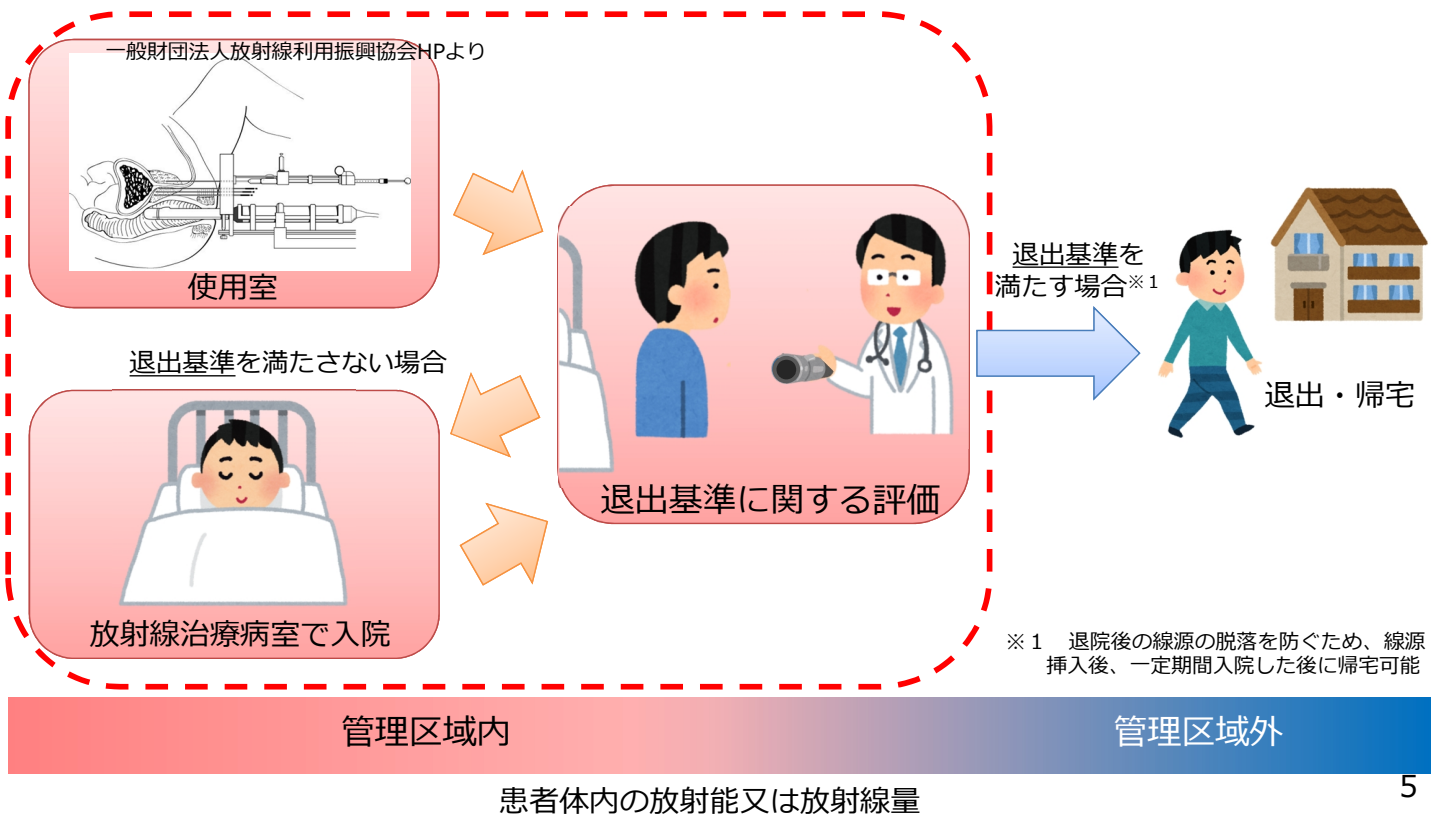 一般財団法人放射線利用振興協会HPより
使用室
退出基準を満たさない場合
放射線治療病室で入院
退出基準に関する評価
退出基準を
満たす場合※１
退出・帰宅
※１　退院後の線源の脱落を防ぐため、線源
挿入後、一定期間入院した後に帰宅可能
管理区域内
管理区域外
患者体内の放射能又は放射線量
5